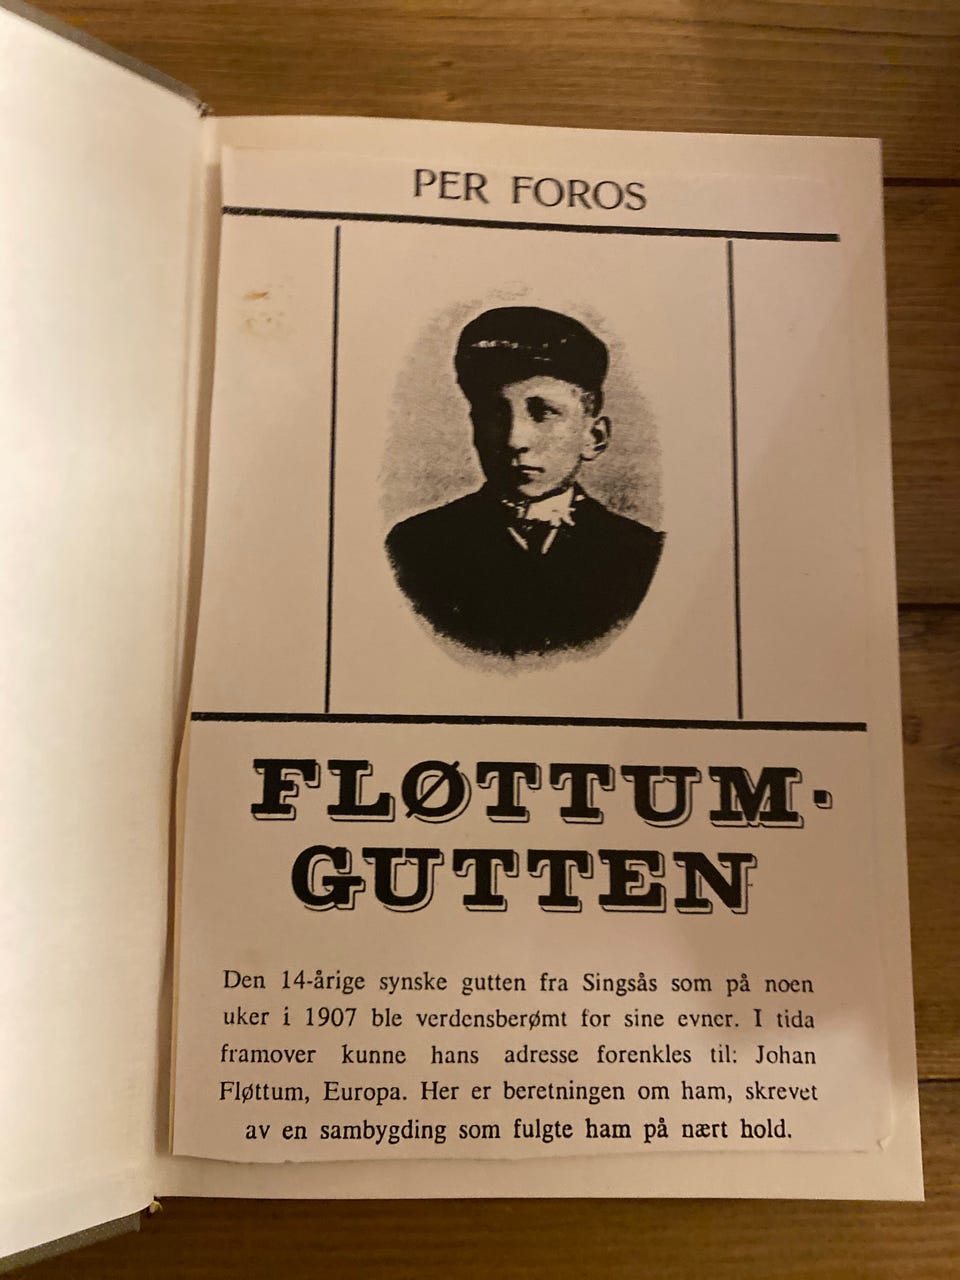 PER FOROS
FLØTTUM-
GUTTEN
Den 14-årige synske gutten fra Singsås som på noen
uker i 1907 ble verdensberømt for sine evner. I tida
framover kunne hans adresse forenkles til: Johan
Fløttum, Europa. Her er beretningen om ham, skrevet
av en sambygding som fulgte ham på nært hold.